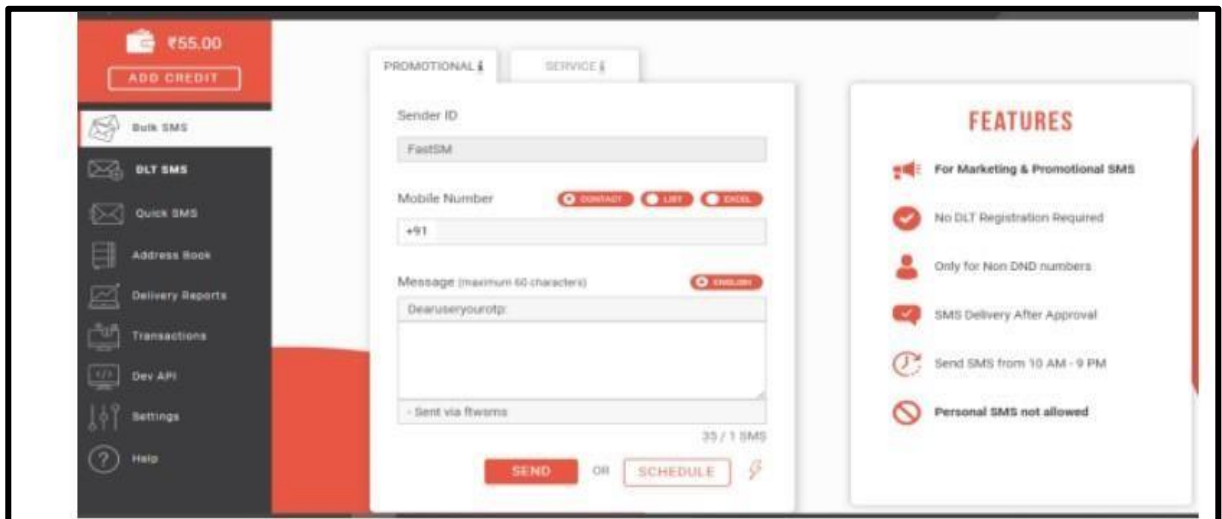 ₹55.00
ADD CREDIT
Bulk SMS
DLT SMS
Quick SMS
Address Book
Delivery Reports
Transactions
Dev API
Settings
Help
PROMOTIONAL
SERVICE
Sender ID
FastSM
Mobile Number
CONTACT
LIST
EXCEL
+91
Message (maximum 60 characters)
ENGLISH
Dearuseryourotp:
- Sent via ftwsms
35 / 1 SMS
SEND
OR
SCHEDULE
FEATURES
For Marketing & Promotional SMS
No DLT Registration Required
Only for Non DND numbers
SMS Delivery After Approval
Send SMS from 10 AM - 9 PM
Personal SMS not allowed